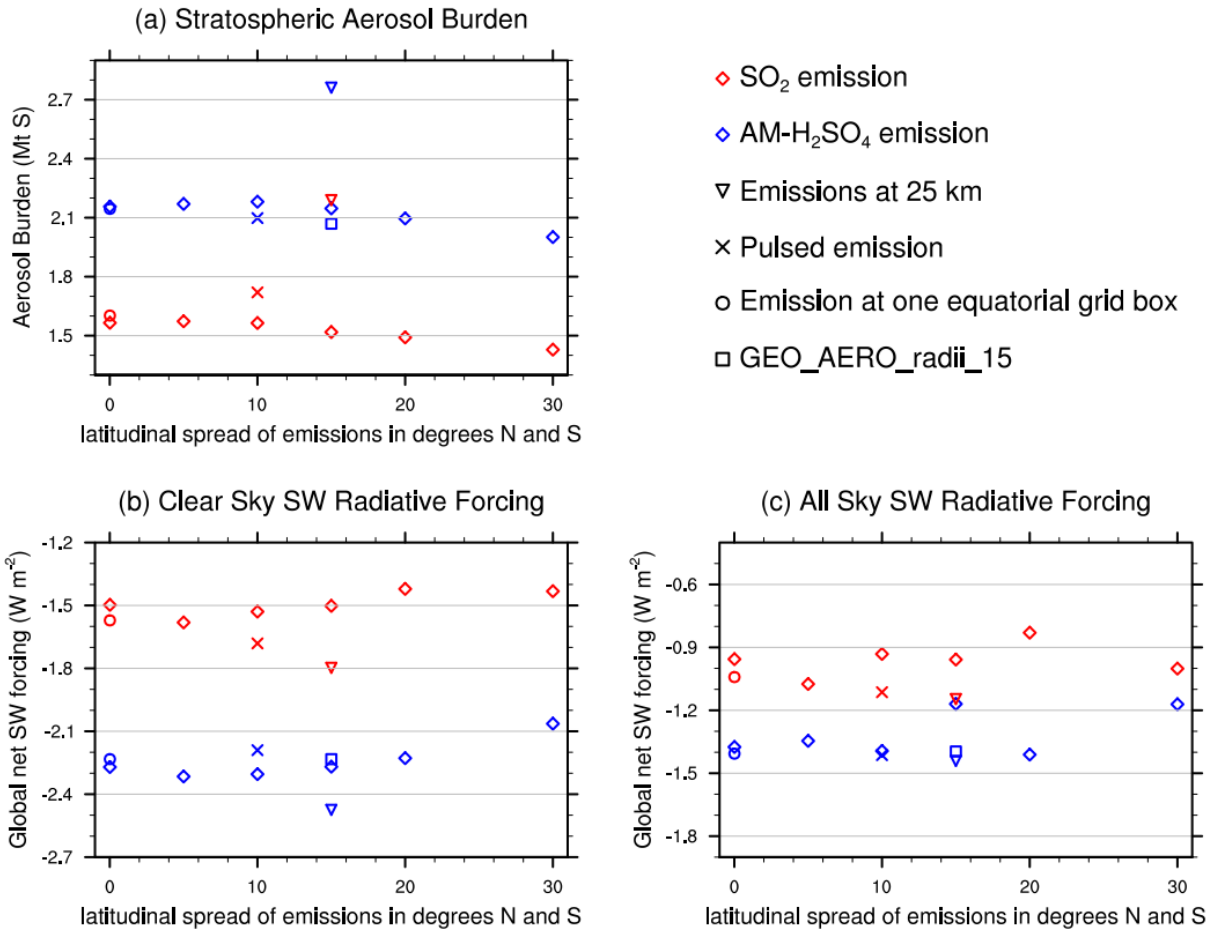 (a) Stratospheric Aerosol Burden
Aerosol Burden (Mt S)
2.7
2.4
2.1
1.8
1.5
0 10 20 30
latitudinal spread of emissions in degrees N and S
SO₂ emission
AM-H₂SO₄ emission
Emissions at 25 km
Pulsed emission
Emission at one equatorial grid box
GEO_AERO_radii_15
(b) Clear Sky SW Radiative Forcing
Global net SW forcing (W m⁻²)
-1.2
-1.5
-1.8
-2.1
-2.4
-2.7
0 10 20 30
latitudinal spread of emissions in degrees N and S
(c) All Sky SW Radiative Forcing
Global net SW forcing (W m⁻²)
-0.6
-0.9
-1.2
-1.5
-1.8
0 10 20 30
latitudinal spread of emissions in degrees N and S